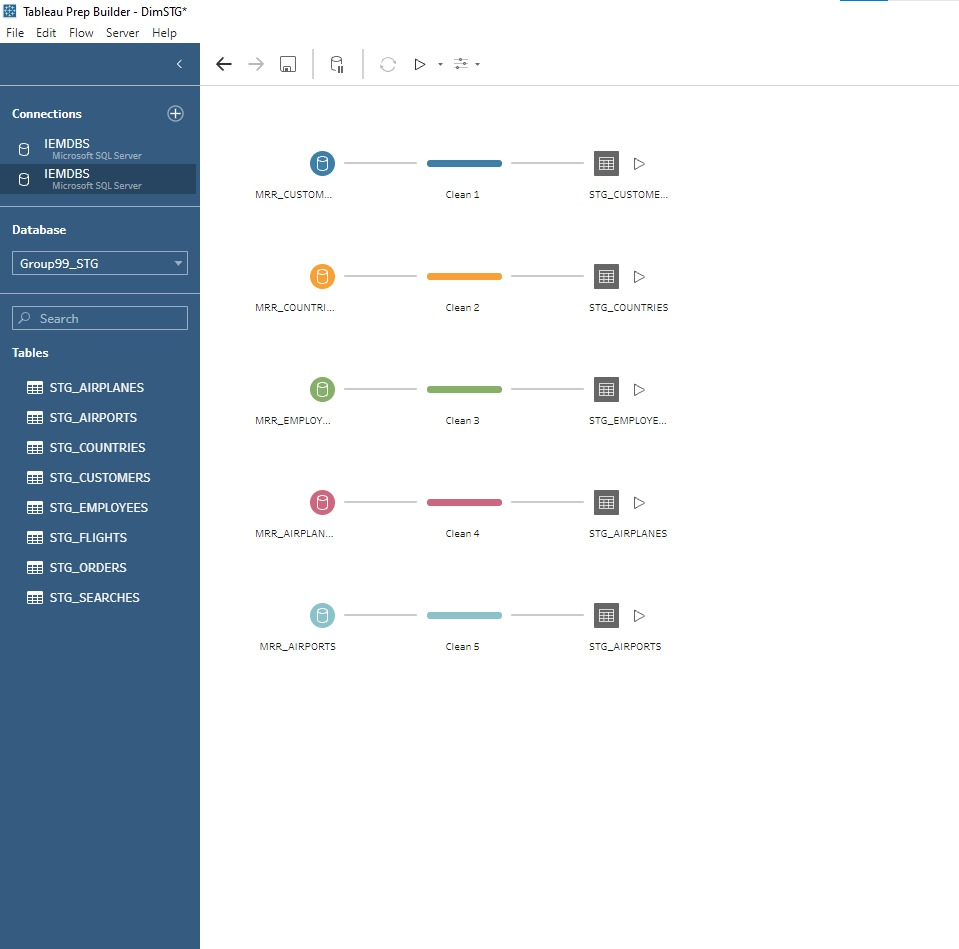 Tableau Prep Builder - DimSTG*
File Edit Flow Server Help
Connections
IEMDBS
Microsoft SQL Server
IEMDBS
Microsoft SQL Server
Database
Group99_STG
Search
Tables
STG_AIRPLANES
STG_AIRPORTS
STG_COUNTRIES
STG_CUSTOMERS
STG_EMPLOYEES
STG_FLIGHTS
STG_ORDERS
STG_SEARCHES
MRR_CUSTOM... Clean 1 STG_CUSTOME...
MRR_COUNTRI... Clean 2 STG_COUNTRIES
MRR_EMPLOY... Clean 3 STG_EMPLOYE...
MRR_AIRPLAN... Clean 4 STG_AIRPLANES
MRR_AIRPORTS Clean 5 STG_AIRPORTS